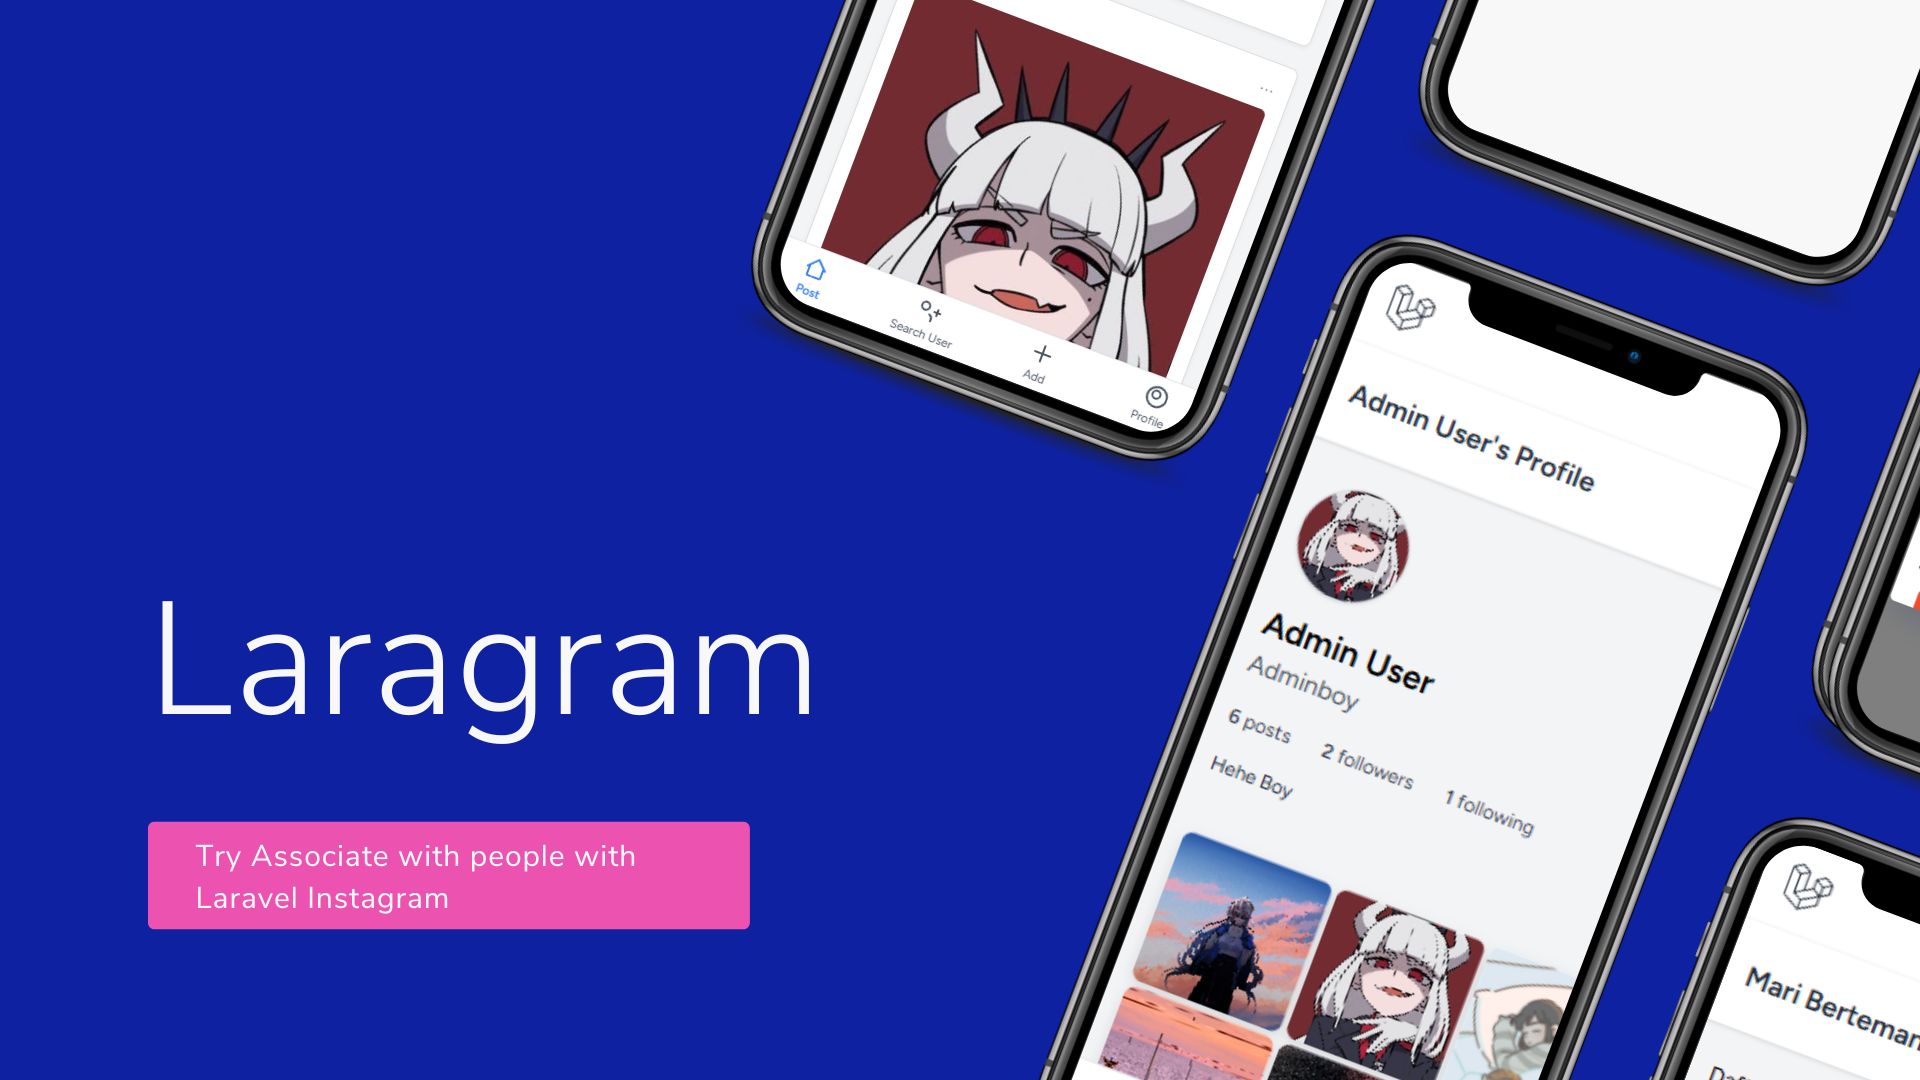 Laragram
Try Associate with people with
Laravel Instagram
...
Post
Search User
Add
Profile
Admin User's Profile
Admin User
Adminboy
6 posts
2 followers
1 following
Hehe Boy
Mari Berteman